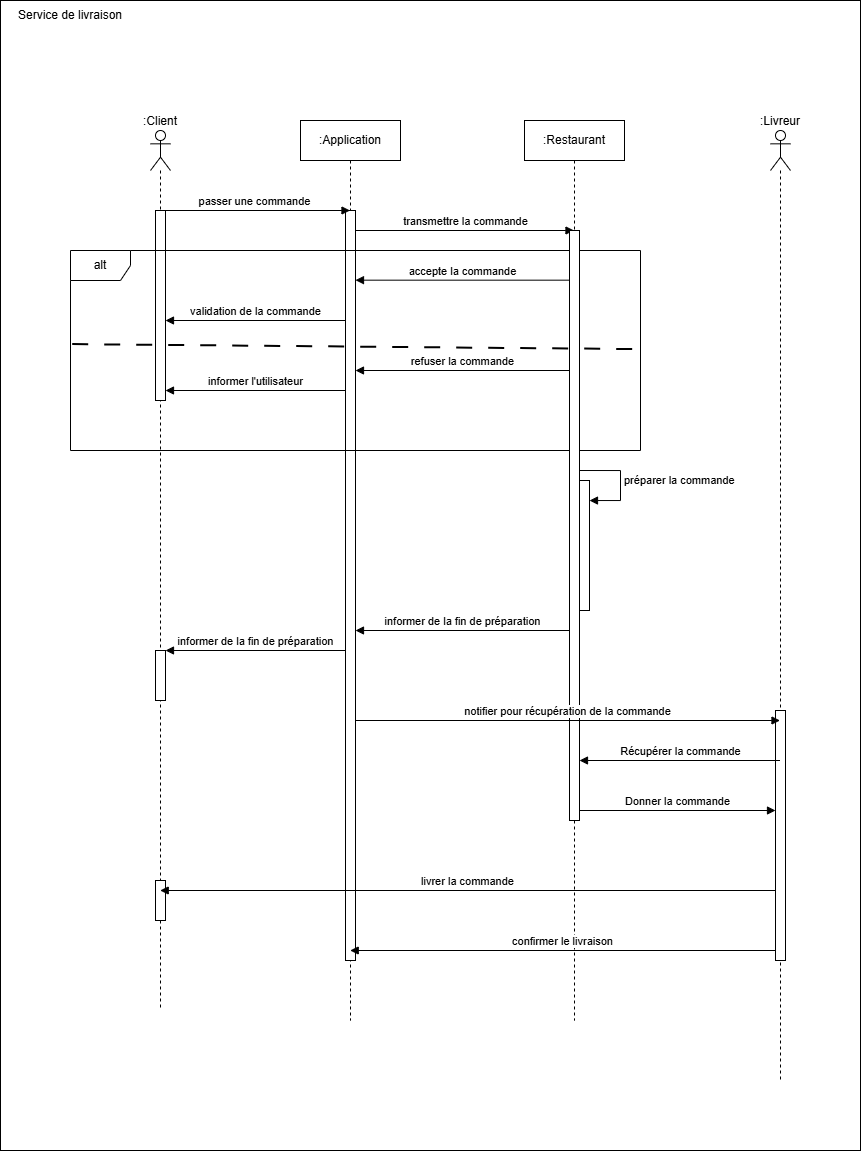 Service de livraison
:Client
:Application
:Restaurant
:Livreur
passer une commande
transmettre la commande
alt
accepte la commande
validation de la commande
refuser la commande
informer l'utilisateur
préparer la commande
informer de la fin de préparation
informer de la fin de préparation
notifier pour récupération de la commande
Récupérer la commande
Donner la commande
livrer la commande
confirmer le livraison